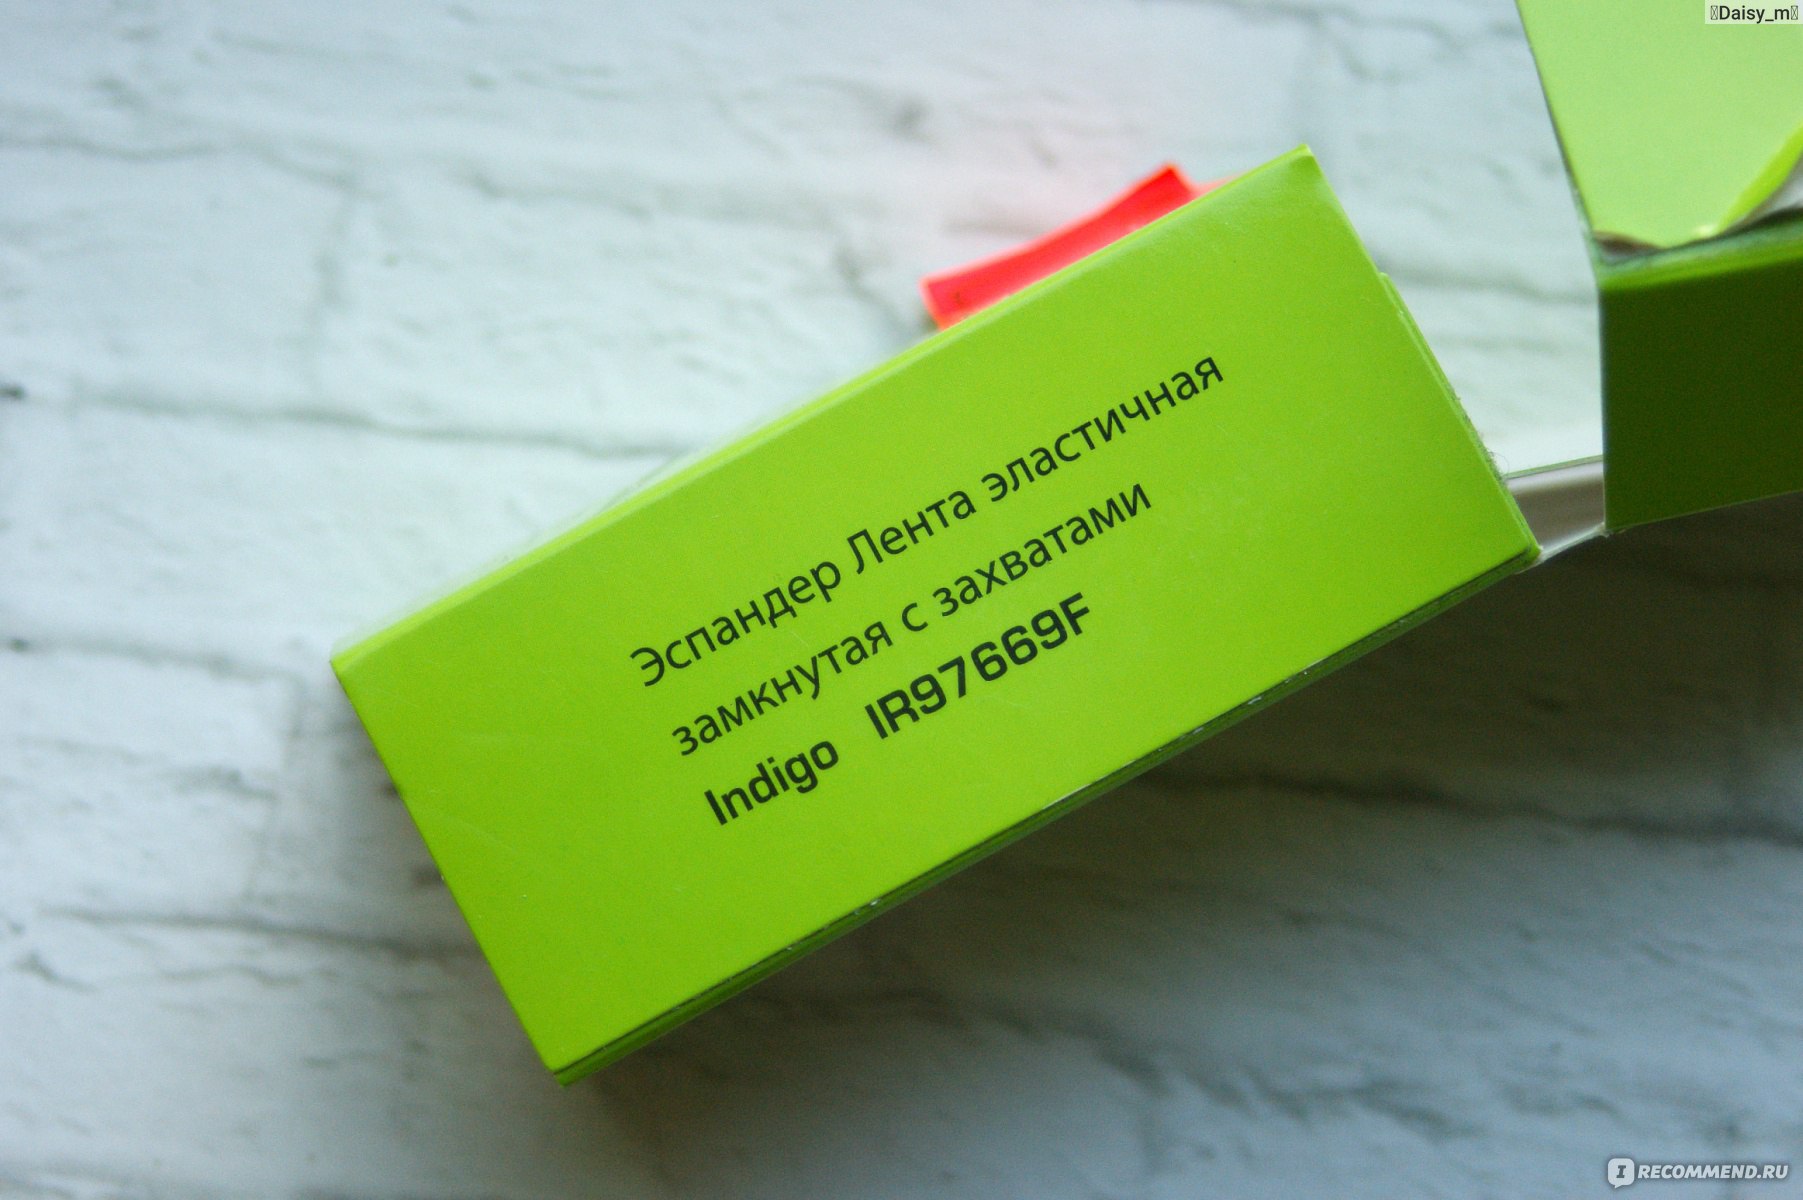 Daisy_m
Эспандер Лента эластичная
замкнутая с захватами
Indigo IR97669F
I RECOMMEND.RU